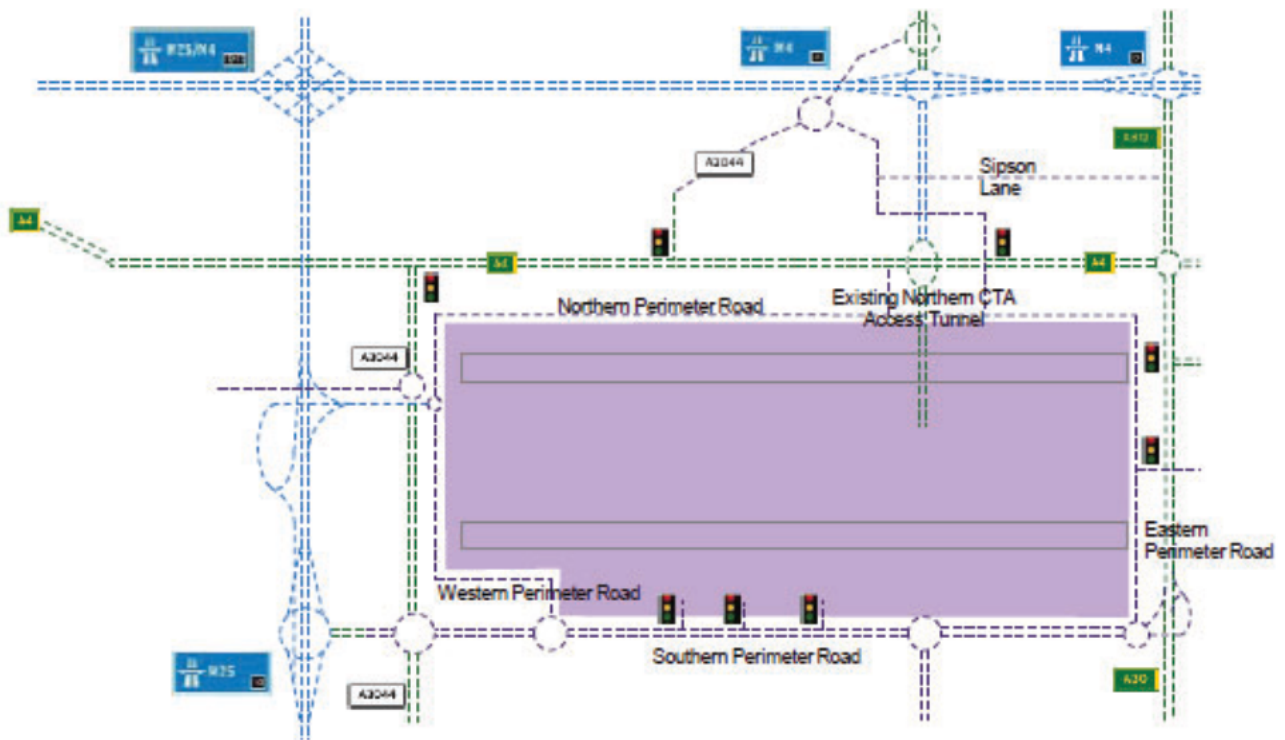 M25/M4
M4
M4
A312
A3044
Sipson
Lane
A4
A4
A4
Northern Perimeter Road
Existing Northern CTA
Access Tunnel
A3044
Eastern
Perimeter Road
Western Perimeter Road
Southern Perimeter Road
M25
A3044
A30